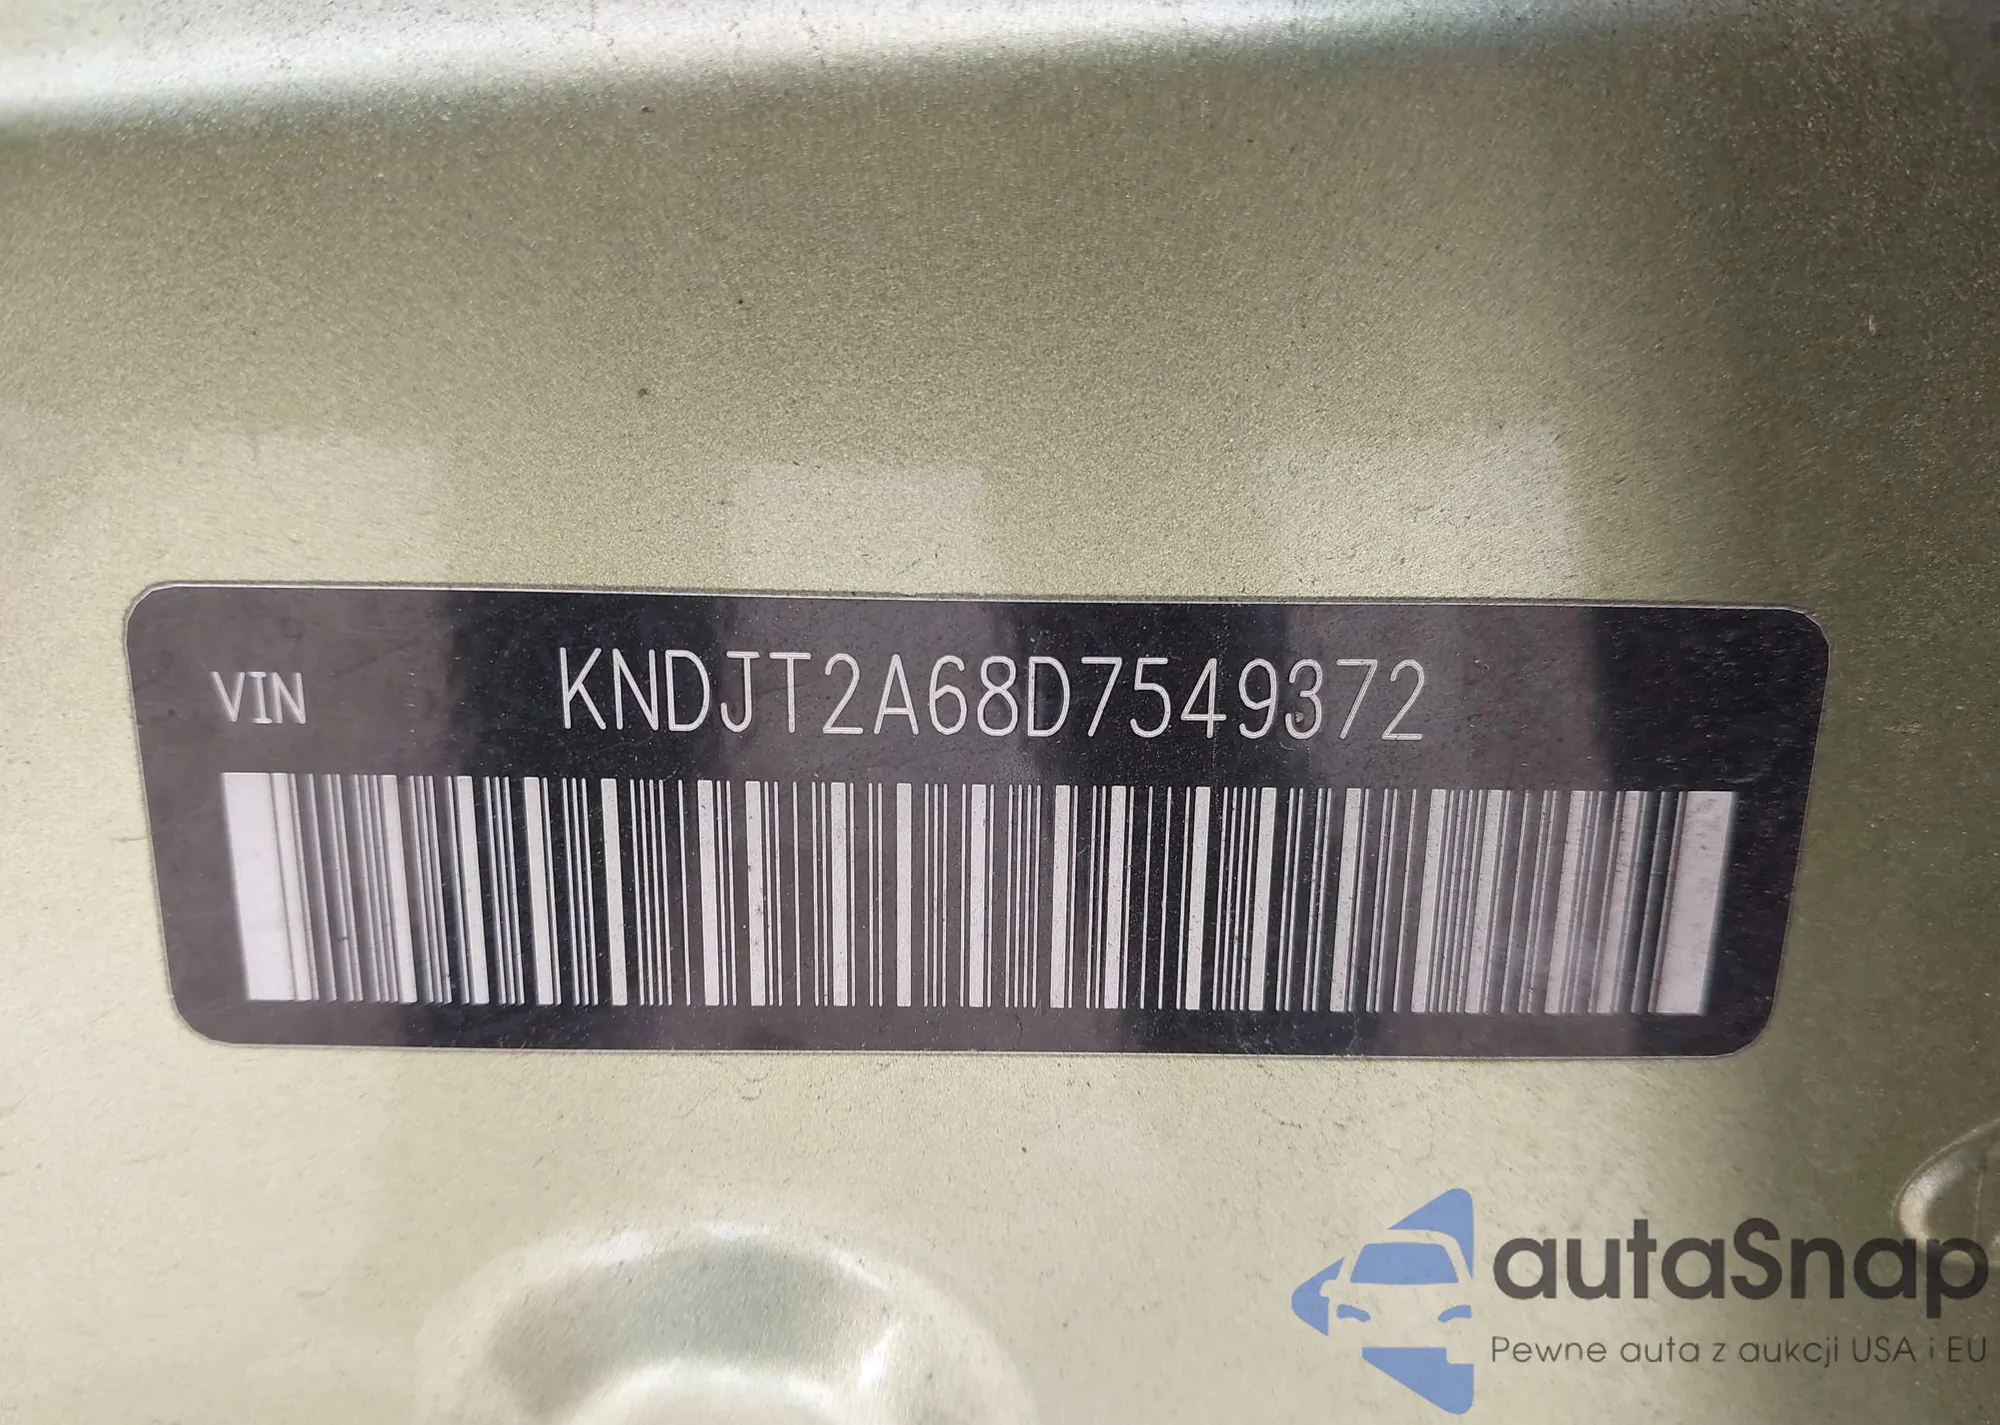 VIN KNDJT2A68D7549372
autaSnap
Pewne auta z aukcji USA i EU